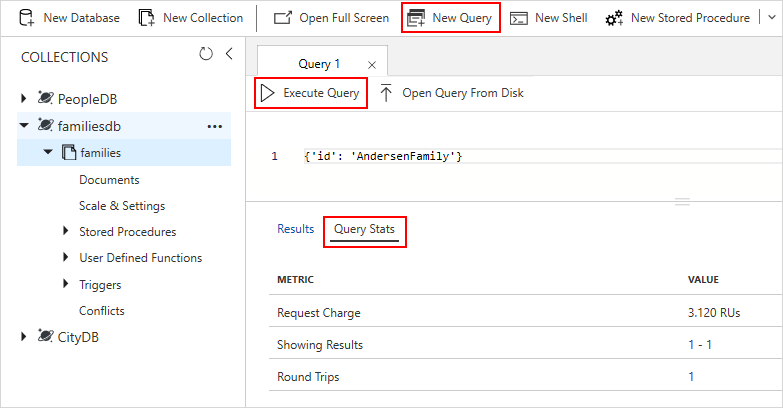 New Database New Collection Open Full Screen New Query New Shell New Stored Procedure
COLLECTIONS
PeopleDB
familiesdb ...
families
Documents
Scale & Settings
Stored Procedures
User Defined Functions
Triggers
Conflicts
CityDB
Query 1
Execute Query Open Query From Disk
1 {'id': 'AndersenFamily'}
Results Query Stats
METRIC VALUE
Request Charge 3.120 RUs
Showing Results 1 - 1
Round Trips 1